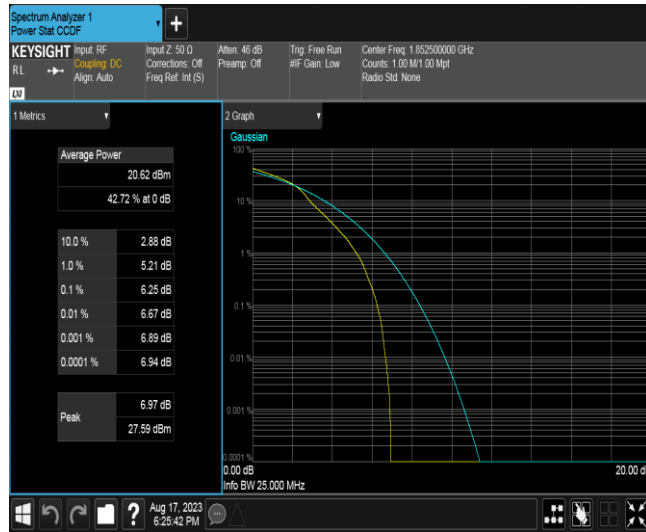 Spectrum Analyzer 1
Power Stat CCDF
+
KEYSIGHT
RL
LXI
Input: RF
Coupling: DC
Align: Auto
Input Z: 50 Ω
Corrections: Off
Freq Ref: Int (S)
Atten: 46 dB
Preamp: Off
Trig: Free Run
#IF Gain: Low
Center Freq: 1.852500000 GHz
Counts: 1.00 M/1.00 Mpt
Radio Std: None
1 Metrics
Average Power
20.62 dBm
42.72 % at 0 dB
10.0 % 2.88 dB
1.0 % 5.21 dB
0.1 % 6.25 dB
0.01 % 6.67 dB
0.001 % 6.89 dB
0.0001 % 6.94 dB
Peak 6.97 dB
27.59 dBm
2 Graph
Gaussian
100 %
10 %
1 %
0.1 %
0.01 %
0.001 %
0.0001 %
0.00 dB 20.00 d
Info BW 25.000 MHz
?
Aug 17, 2023
6:25:42 PM